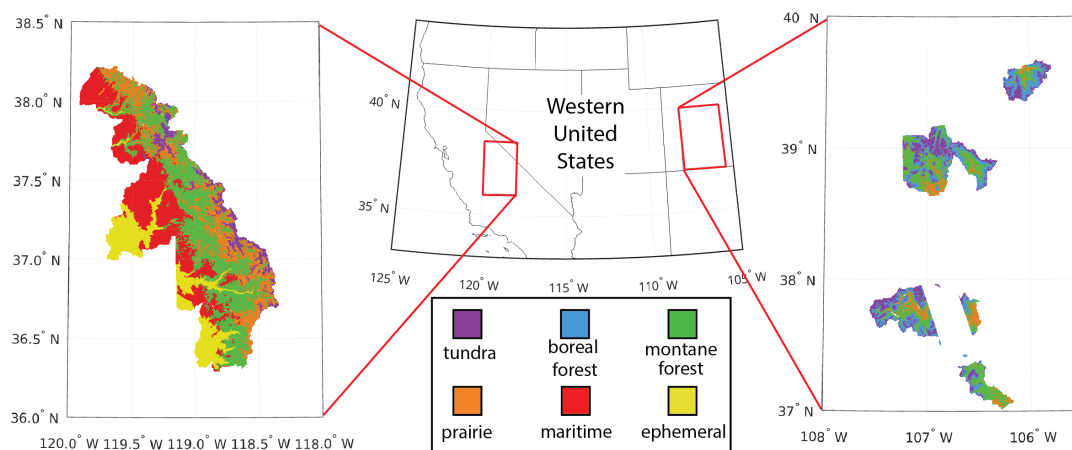 38.5° N
38.0° N
37.5° N
37.0° N
36.5° N
36.0° N
120.0° W 119.5° W 119.0° W 118.5° W 118.0° W
Western
United
States
40° N
35° N
125° W
120° W
115° W
110° W
105° W
tundra
boreal
forest
montane
forest
prairie
maritime
ephemeral
40° N
39° N
38° N
37° N
108° W
107° W
106° W